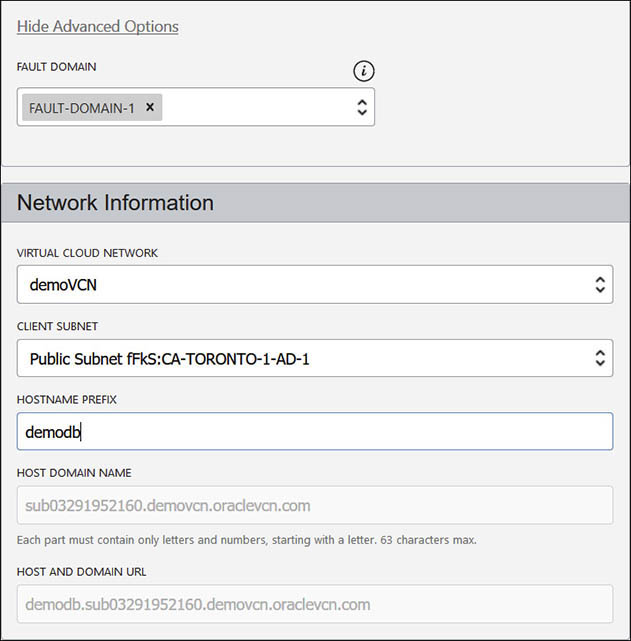 Hide Advanced Options
FAULT DOMAIN
FAULT-DOMAIN-1 ×
Network Information
VIRTUAL CLOUD NETWORK
demoVCN
CLIENT SUBNET
Public Subnet fFkS:CA-TORONTO-1-AD-1
HOSTNAME PREFIX
demodb
HOST DOMAIN NAME
sub03291952160.demovcn.oraclevcn.com
Each part must contain only letters and numbers, starting with a letter. 63 characters max.
HOST AND DOMAIN URL
demodb.sub03291952160.demovcn.oraclevcn.com